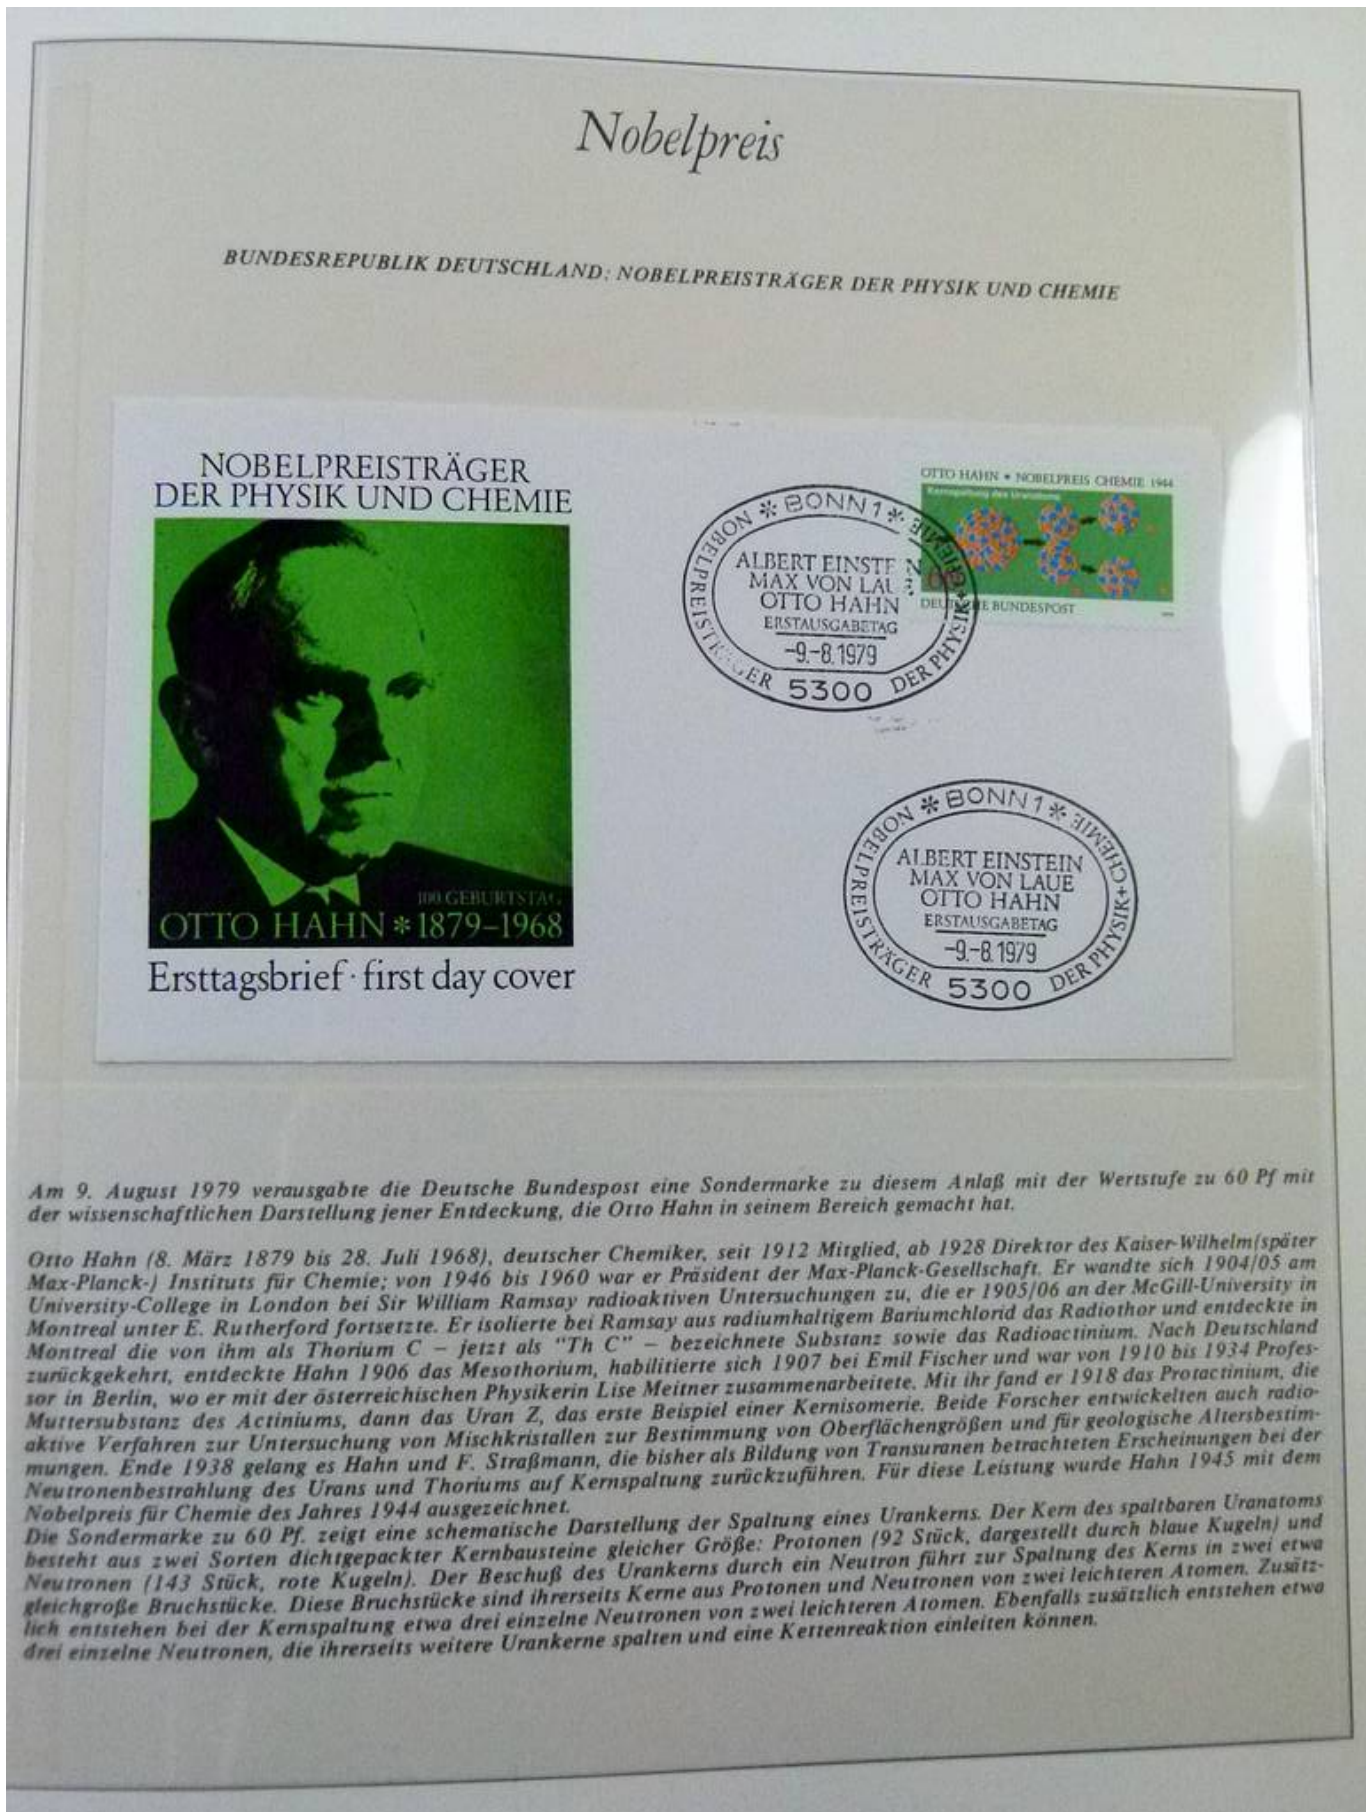 Nobelpreis
BUNDESREPUBLIK DEUTSCHLAND: NOBELPREISTRÄGER DER PHYSIK UND CHEMIE
NOBELPREISTRÄGER
DER PHYSIK UND CHEMIE
100. GEBURTSTAG
OTTO HAHN * 1879–1968
Ersttagsbrief · first day cover
OTTO HAHN * NOBELPREIS CHEMIE 1944
Kernspaltung des Uranatoms
60
DEUTSCHE BUNDESPOST
* BONN 1 *
NOBELPREISTRÄGER DER PHYSIK+CHEMIE
ALBERT EINSTEIN
MAX VON LAUE
OTTO HAHN
ERSTAUSGABETAG
-9.-8.1979
5300
* BONN 1 *
NOBELPREISTRÄGER DER PHYSIK+CHEMIE
ALBERT EINSTEIN
MAX VON LAUE
OTTO HAHN
ERSTAUSGABETAG
-9.-8.1979
5300
Am 9. August 1979 verausgabte die Deutsche Bundespost eine Sondermarke zu diesem Anlaß mit der Wertstufe zu 60 Pf mit
der wissenschaftlichen Darstellung jener Entdeckung, die Otto Hahn in seinem Bereich gemacht hat.
Otto Hahn (8. März 1879 bis 28. Juli 1968), deutscher Chemiker, seit 1912 Mitglied, ab 1928 Direktor des Kaiser-Wilhelm(später
Max-Planck-) Instituts für Chemie; von 1946 bis 1960 war er Präsident der Max-Planck-Gesellschaft. Er wandte sich 1904/05 am
University-College in London bei Sir William Ramsay radioaktiven Untersuchungen zu, die er 1905/06 an der McGill-University in
Montreal unter E. Rutherford fortsetzte. Er isolierte bei Ramsay aus radiumhaltigem Bariumchlorid das Radiothor und entdeckte in
Montreal die von ihm als Thorium C – jetzt als "Th C" – bezeichnete Substanz sowie das Radioactinium. Nach Deutschland
zurückgekehrt, entdeckte Hahn 1906 das Mesothorium, habilitierte sich 1907 bei Emil Fischer und war von 1910 bis 1934 Profes-
sor in Berlin, wo er mit der österreichischen Physikerin Lise Meitner zusammenarbeitete. Mit ihr fand er 1918 das Protactinium, die
Muttersubstanz des Actiniums, dann das Uran Z, das erste Beispiel einer Kernisomerie. Beide Forscher entwickelten auch radio-
aktive Verfahren zur Untersuchung von Mischkristallen zur Bestimmung von Oberflächengrößen und für geologische Altersbestim-
mungen. Ende 1938 gelang es Hahn und F. Straßmann, die bisher als Bildung von Transuranen betrachteten Erscheinungen bei der
Neutronenbestrahlung des Urans und Thoriums auf Kernspaltung zurückzuführen. Für diese Leistung wurde Hahn 1945 mit dem
Nobelpreis für Chemie des Jahres 1944 ausgezeichnet.
Die Sondermarke zu 60 Pf. zeigt eine schematische Darstellung der Spaltung eines Urankerns. Der Kern des spaltbaren Uranatoms
besteht aus zwei Sorten dichtgepackter Kernbausteine gleicher Größe: Protonen (92 Stück, dargestellt durch blaue Kugeln) und
Neutronen (143 Stück, rote Kugeln). Der Beschuß des Urankerns durch ein Neutron führt zur Spaltung des Kerns in zwei etwa
gleichgroße Bruchstücke. Diese Bruchstücke sind ihrerseits Kerne aus Protonen und Neutronen von zwei leichteren Atomen. Zusätz-
lich entstehen bei der Kernspaltung etwa drei einzelne Neutronen von zwei leichteren Atomen. Ebenfalls zusätzlich entstehen etwa
drei einzelne Neutronen, die ihrerseits weitere Urankerne spalten und eine Kettenreaktion einleiten können.